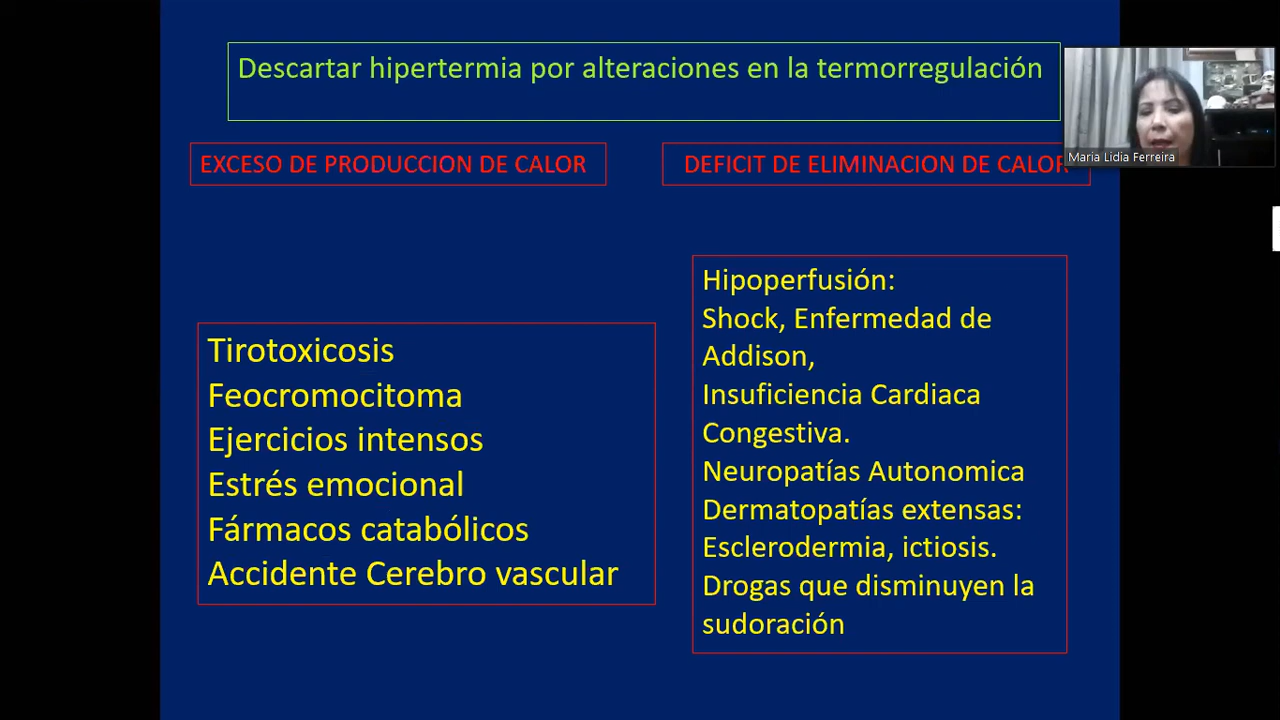 Descartar hipertermia por alteraciones en la termorregulación
EXCESO DE PRODUCCION DE CALOR
DEFICIT DE ELIMINACION DE CALOR
Maria Lidia Ferreira
Tirotoxicosis
Feocromocitoma
Ejercicios intensos
Estrés emocional
Fármacos catabólicos
Accidente Cerebro vascular
Hipoperfusión:
Shock, Enfermedad de
Addison,
Insuficiencia Cardiaca
Congestiva.
Neuropatías Autonomica
Dermatopatías extensas:
Esclerodermia, ictiosis.
Drogas que disminuyen la
sudoración